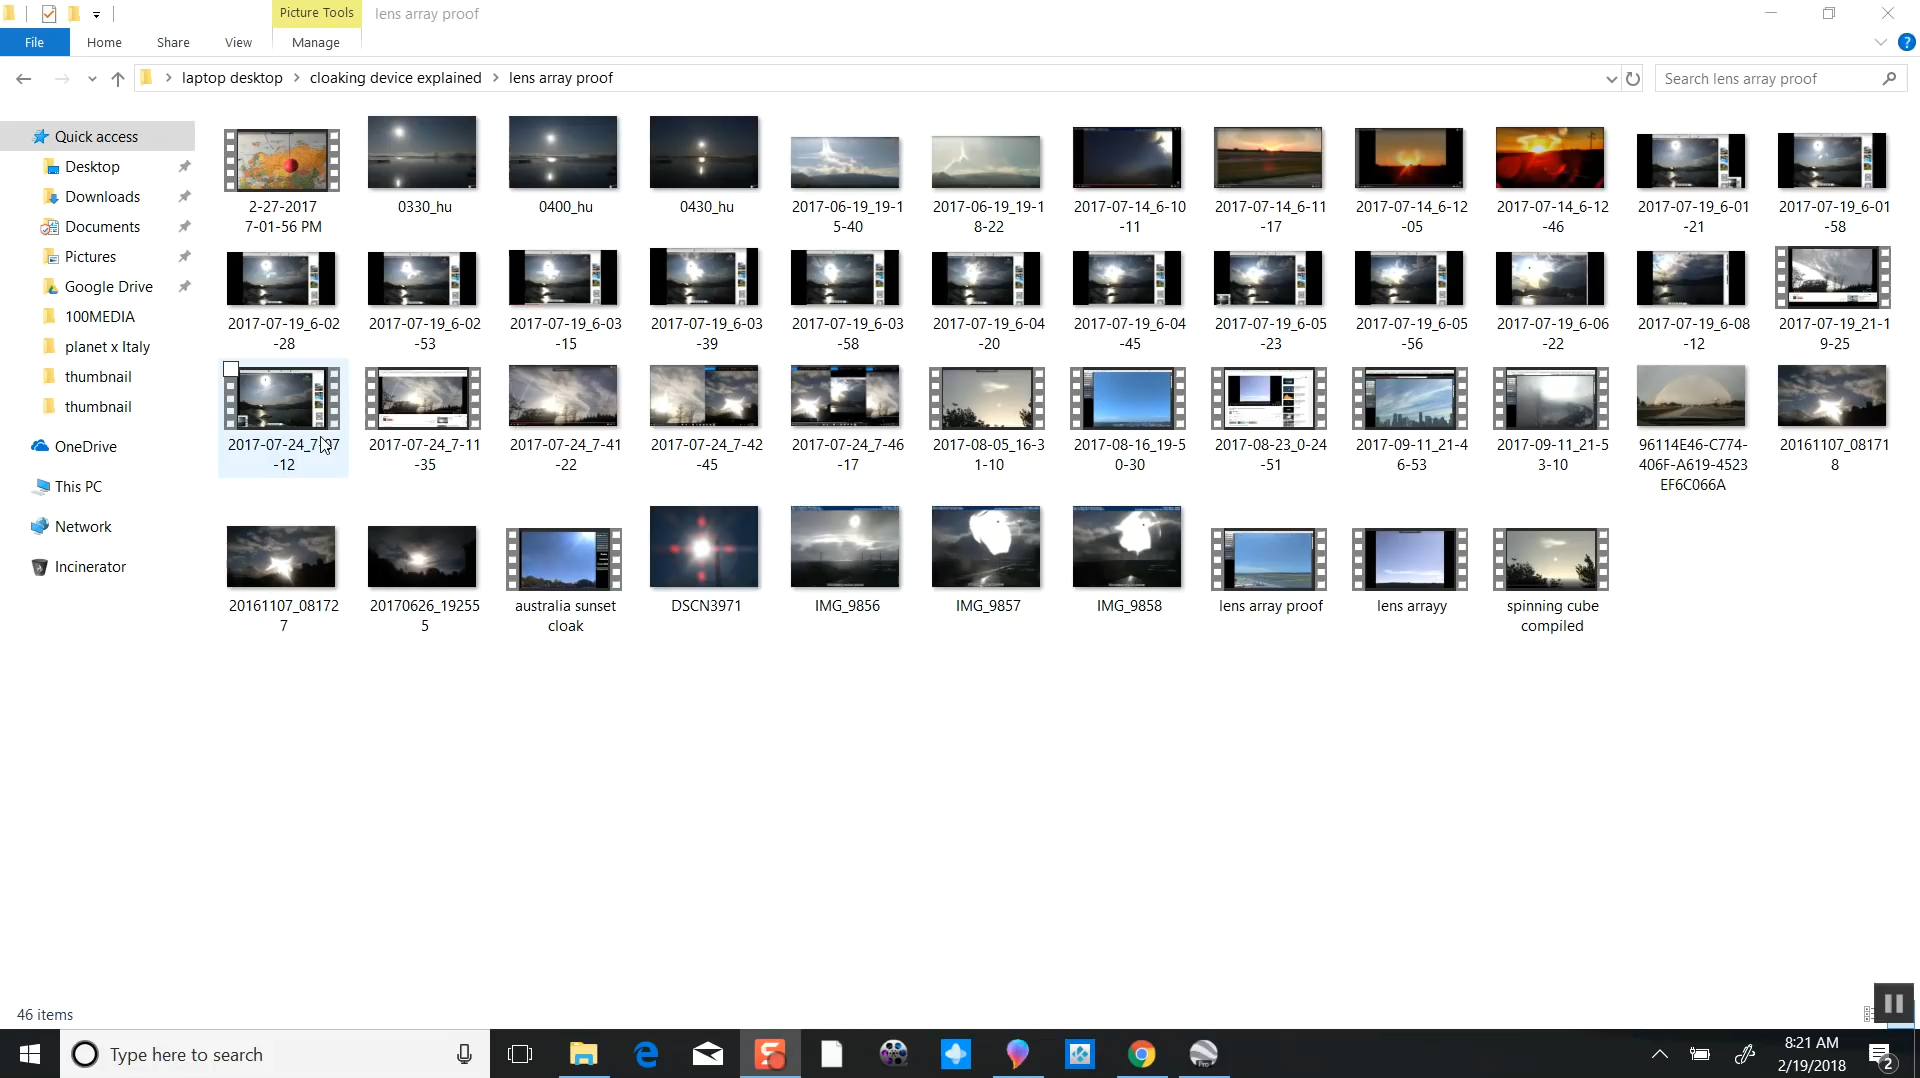 Picture Tools
lens array proof
File
Home
Share
View
Manage
?
laptop desktop
cloaking device explained
lens array proof
Search lens array proof
Quick access
Desktop
Downloads
Documents
Pictures
Google Drive
100MEDIA
planet x Italy
thumbnail
thumbnail
OneDrive
This PC
Network
Incinerator
2-27-2017
7-01-56 PM
0330_hu
0400_hu
0430_hu
2017-06-19_19-1
5-40
2017-06-19_19-1
8-22
2017-07-14_6-10
-11
2017-07-14_6-11
-17
2017-07-14_6-12
-05
2017-07-14_6-12
-46
2017-07-19_6-01
-21
2017-07-19_6-01
-58
2017-07-19_6-02
-28
2017-07-19_6-02
-53
2017-07-19_6-03
-15
2017-07-19_6-03
-39
2017-07-19_6-03
-58
2017-07-19_6-04
-20
2017-07-19_6-04
-45
2017-07-19_6-05
-23
2017-07-19_6-05
-56
2017-07-19_6-06
-22
2017-07-19_6-08
-12
2017-07-19_21-1
9-25
2017-07-24_7-37
-12
2017-07-24_7-11
-35
2017-07-24_7-41
-22
2017-07-24_7-42
-45
2017-07-24_7-46
-17
2017-08-05_16-3
1-10
2017-08-16_19-5
0-30
2017-08-23_0-24
-51
2017-09-11_21-4
6-53
2017-09-11_21-5
3-10
96114E46-C774-
406F-A619-4523
EF6C066A
20161107_08171
8
20161107_08172
7
20170626_19255
5
australia sunset
cloak
DSCN3971
IMG_9856
IMG_9857
IMG_9858
lens array proof
lens arrayy
spinning cube
compiled
46 items
Type here to search
Pro
8:21 AM
2/19/2018
2